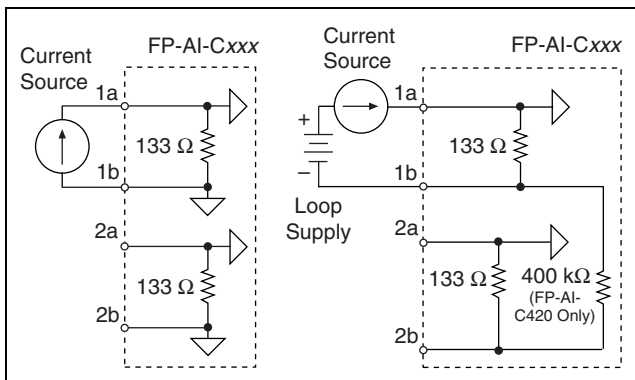 FP-AI-Cxxx
Current
Source
1a
133 Ω
1b
2a
133 Ω
2b
Current
Source
FP-AI-Cxxx
1a
+
133 Ω
–
1b
Loop
Supply
2a
133 Ω
400 kΩ
(FP-AI-
C420 Only)
2b